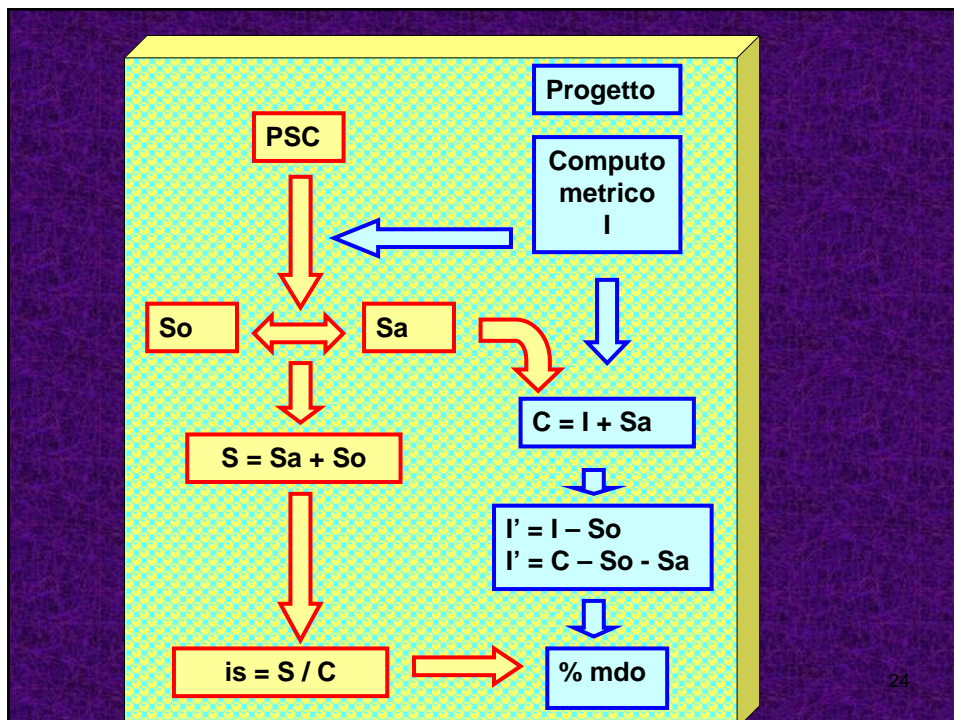 Progetto
PSC
Computo
metrico
I
So
Sa
C = I + Sa
S = Sa + So
I’ = I – So
I’ = C – So - Sa
is = S / C
% mdo
24